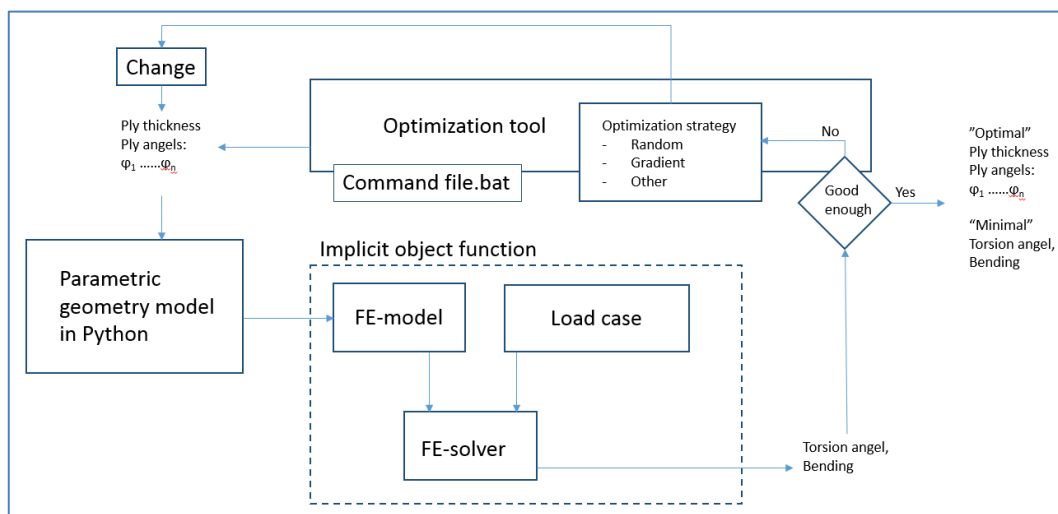 Change
Ply thickness
Ply angels:
φ1 ......φn
Optimization tool
Command file.bat
Optimization strategy
- Random
- Gradient
- Other
No
Good
enough
Yes
”Optimal”
Ply thickness
Ply angels:
φ1 ......φn
“Minimal”
Torsion angel,
Bending
Parametric
geometry model
in Python
Implicit object function
FE-model
Load case
FE-solver
Torsion angel,
Bending